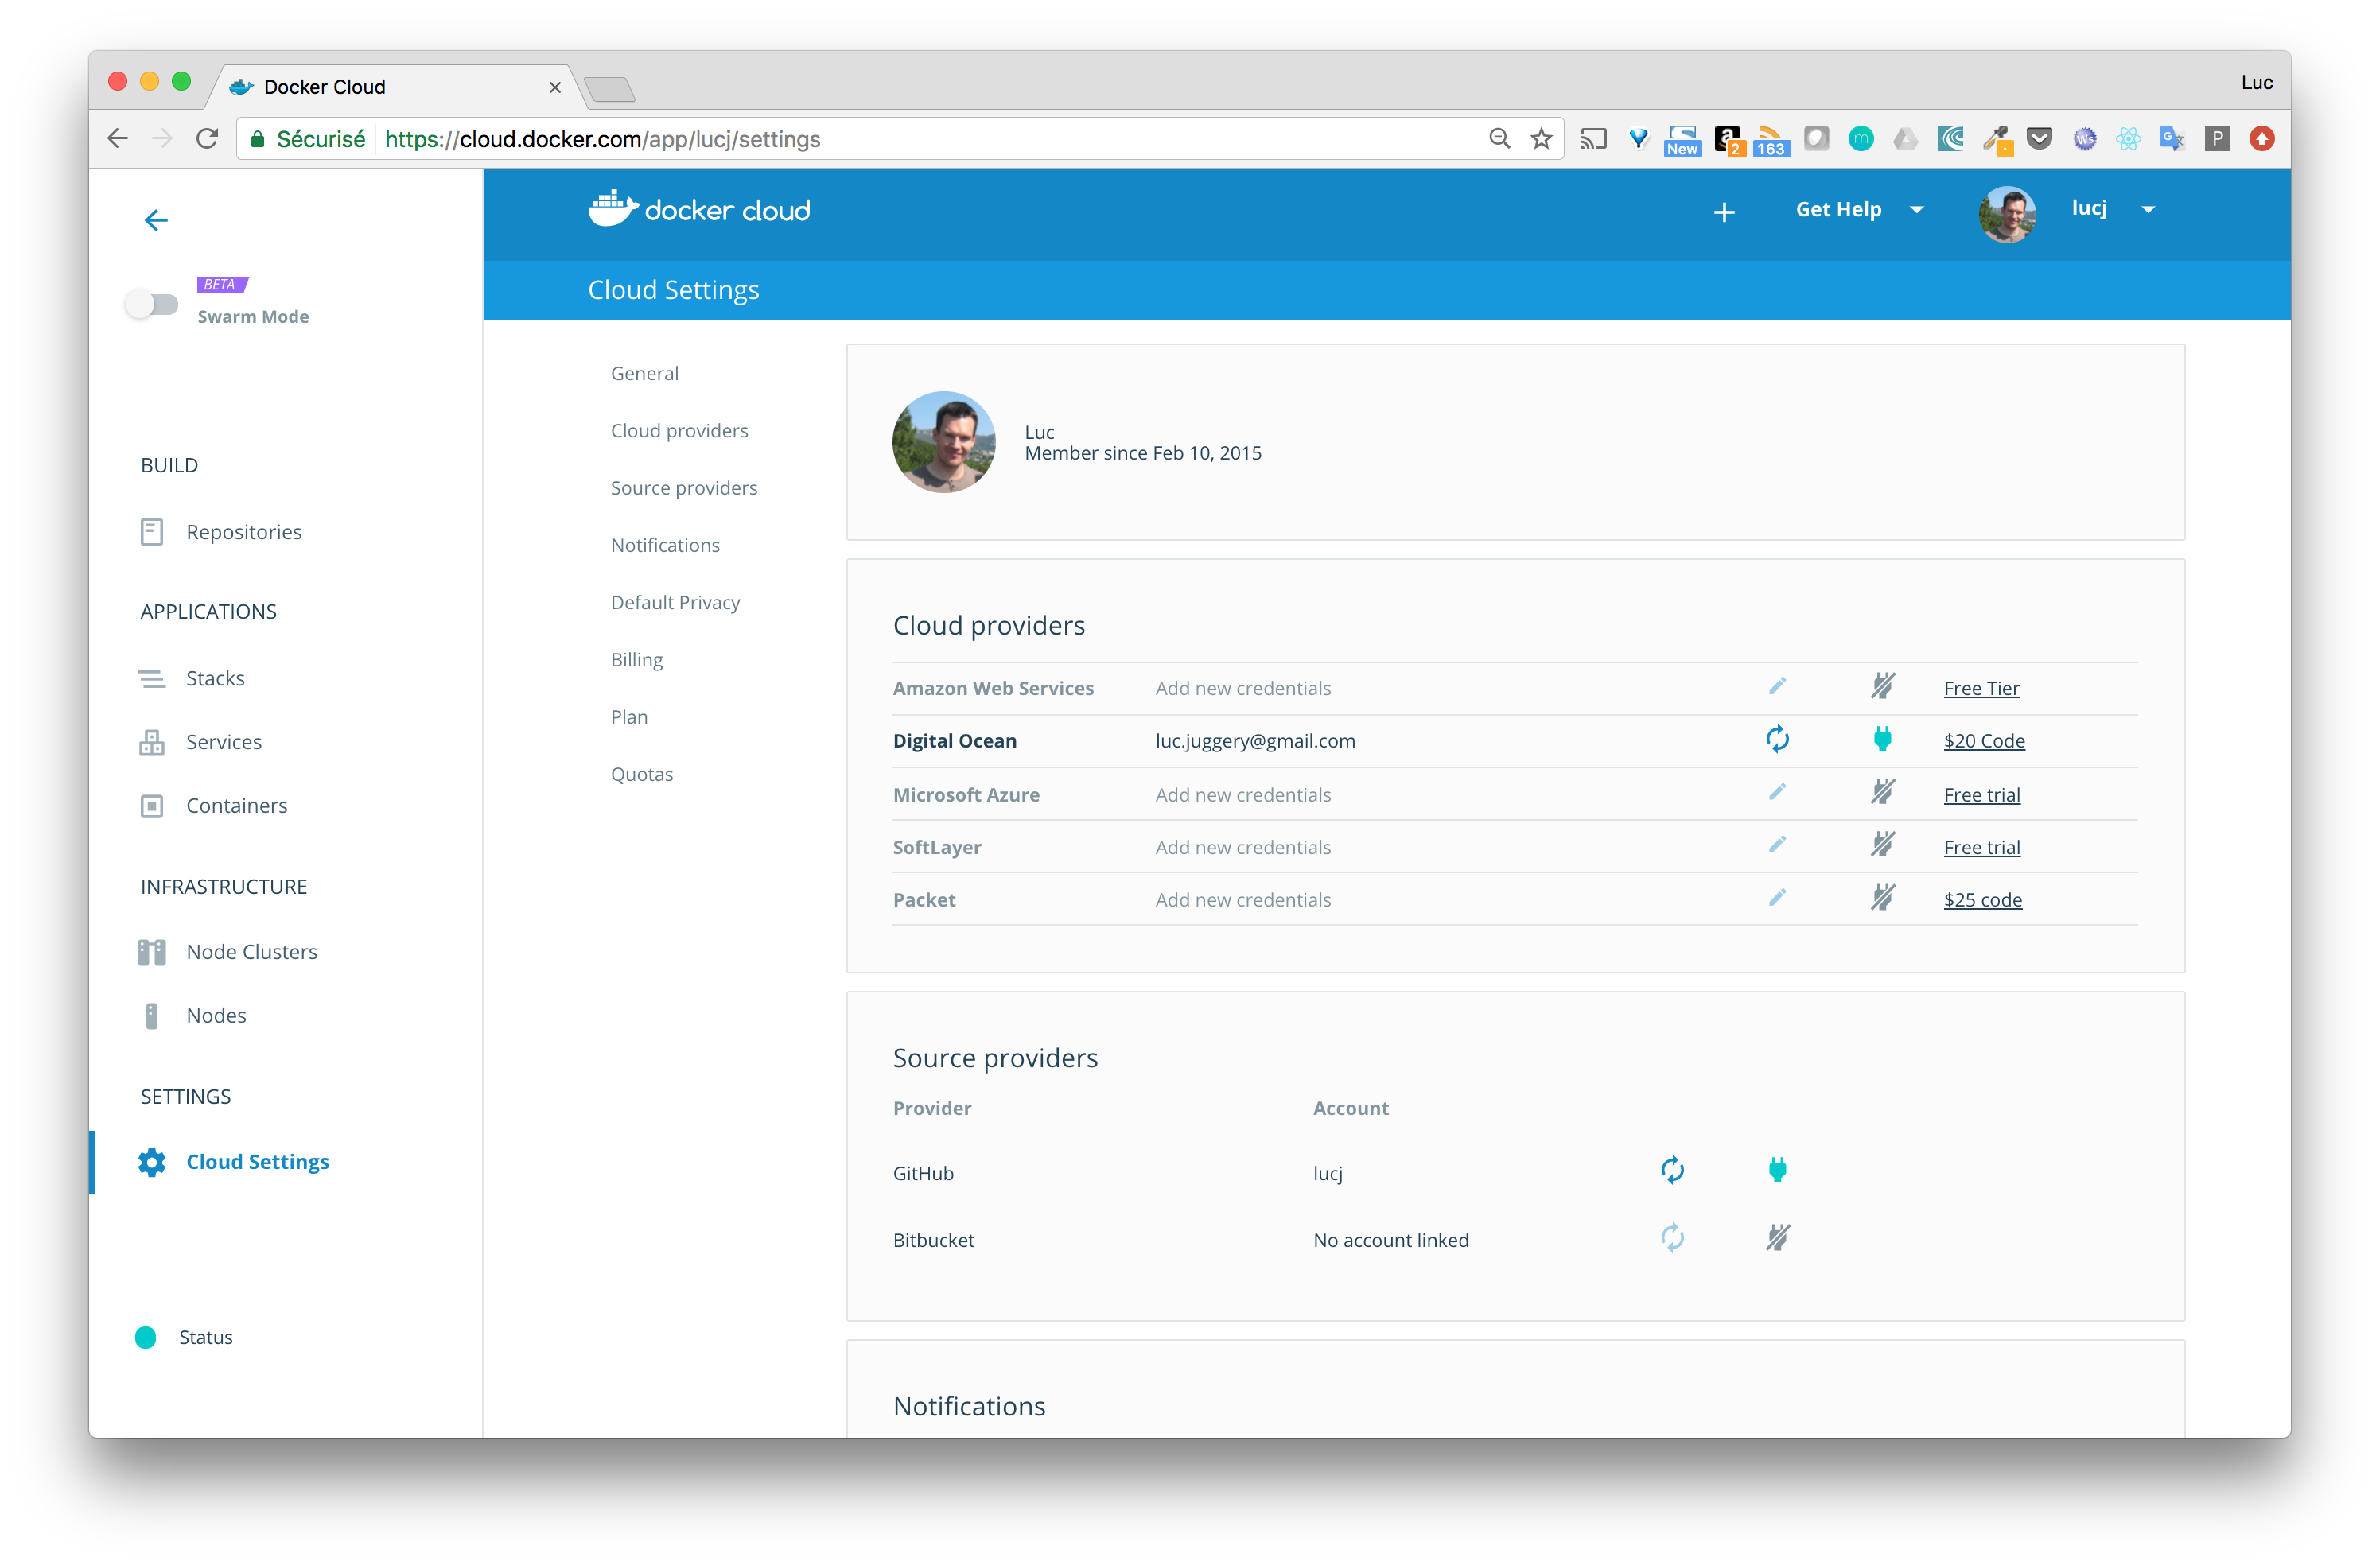 Docker Cloud
Luc
Sécurisé https://cloud.docker.com/app/lucj/settings
New 2 163 m Ws G P
docker cloud
Get Help
lucj
Cloud Settings
BETA
Swarm Mode
BUILD
Repositories
APPLICATIONS
Stacks
Services
Containers
INFRASTRUCTURE
Node Clusters
Nodes
SETTINGS
Cloud Settings
Status
General
Cloud providers
Source providers
Notifications
Default Privacy
Billing
Plan
Quotas
Luc
Member since Feb 10, 2015
Cloud providers
Amazon Web Services Add new credentials Free Tier
Digital Ocean luc.juggery@gmail.com $20 Code
Microsoft Azure Add new credentials Free trial
SoftLayer Add new credentials Free trial
Packet Add new credentials $25 code
Source providers
Provider Account
GitHub lucj
Bitbucket No account linked
Notifications